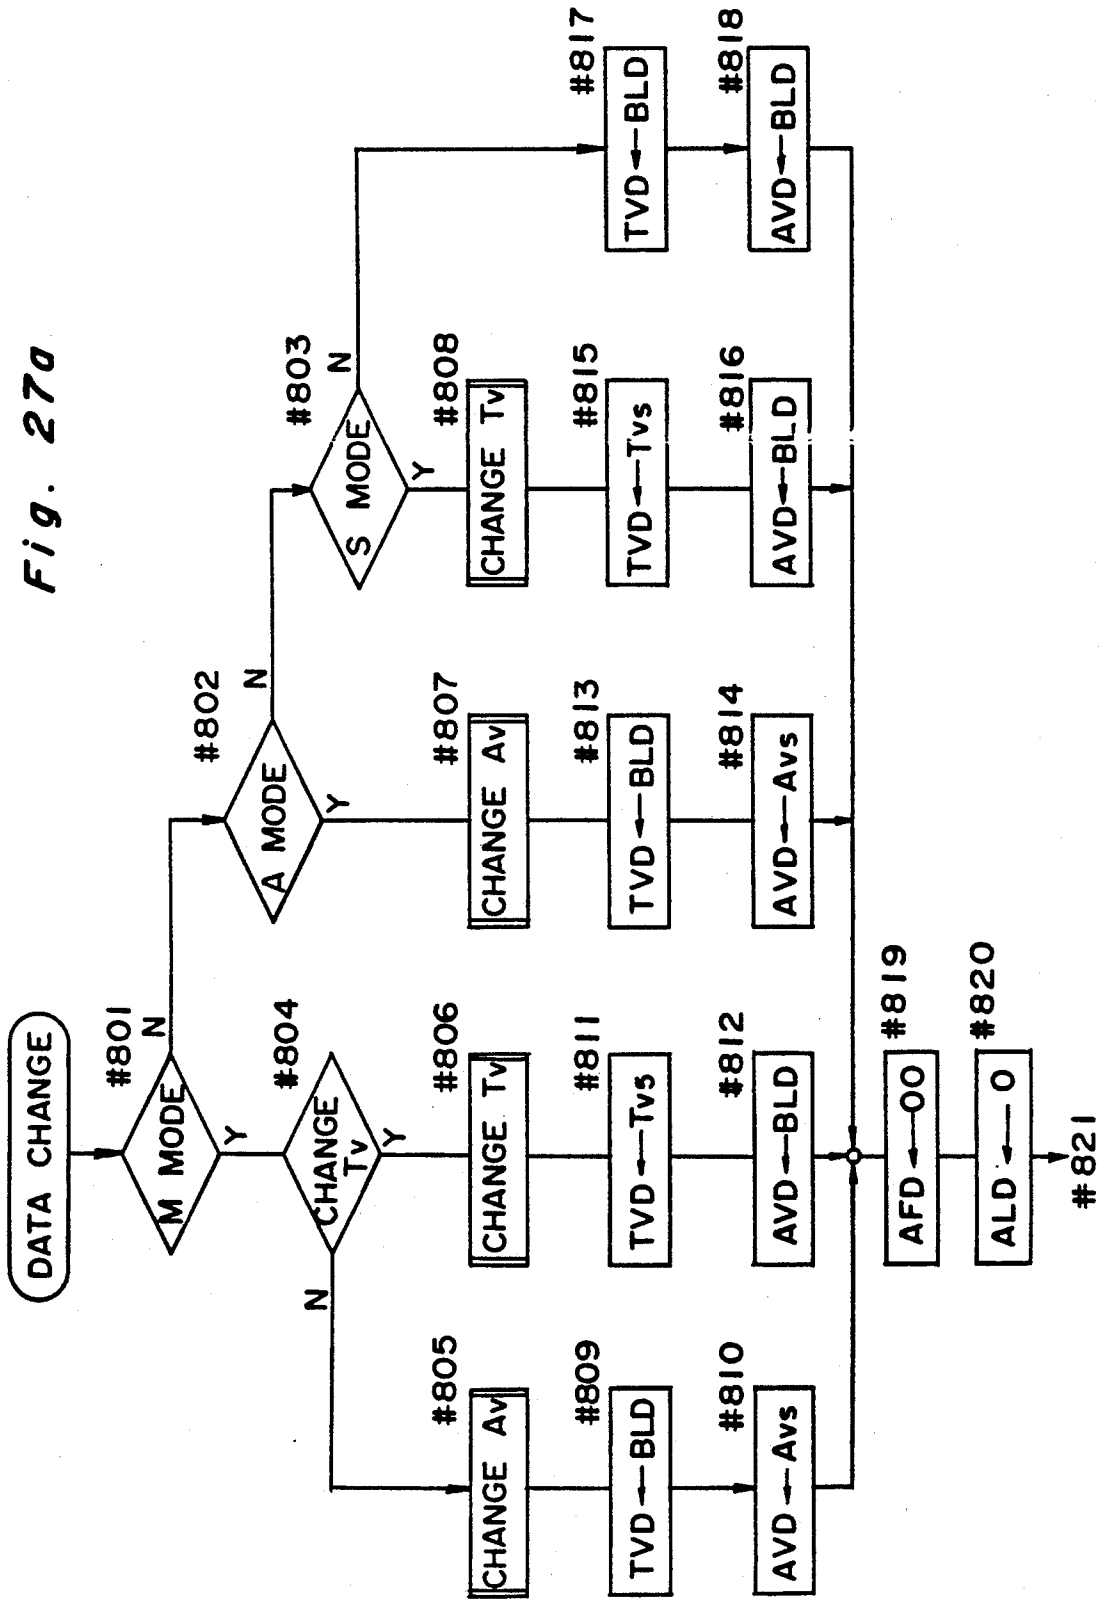 Fig. 27a
DATA CHANGE
#801
M MODE
N
Y
#802
A MODE
N
Y
#803
S MODE
N
Y
#804
CHANGE
Tv
N
Y
#805
CHANGE Av
#806
CHANGE Tv
#807
CHANGE Av
#808
CHANGE Tv
#809
TVD←BLD
#811
TVD←Tvs
#813
TVD←BLD
#815
TVD←Tvs
#817
TVD←BLD
#810
AVD←Avs
#812
AVD←BLD
#814
AVD←Avs
#816
AVD←BLD
#818
AVD←BLD
#819
AFD←00
#820
ALD←0
#821